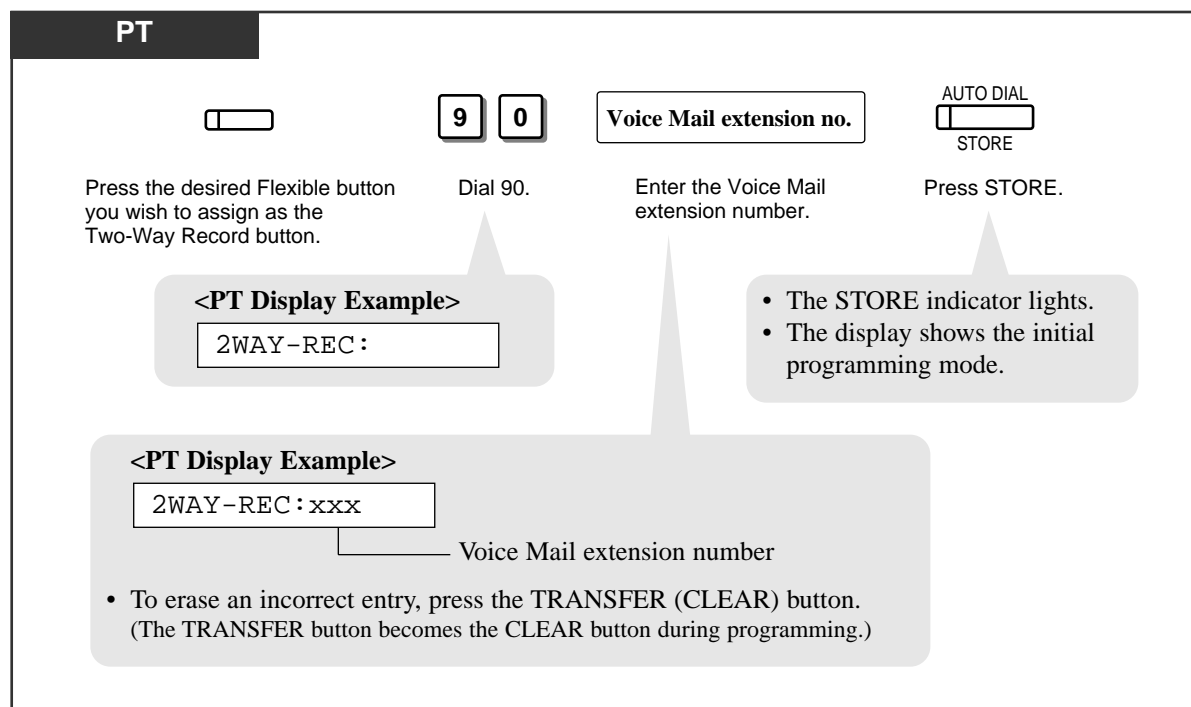 PT
9 0
Voice Mail extension no.
AUTO DIAL
STORE
Press the desired Flexible button
you wish to assign as the
Two-Way Record button.
Dial 90.
Enter the Voice Mail
extension number.
Press STORE.
<PT Display Example>
2WAY-REC:
• The STORE indicator lights.
• The display shows the initial
programming mode.
<PT Display Example>
2WAY-REC:xxx
Voice Mail extension number
• To erase an incorrect entry, press the TRANSFER (CLEAR) button.
(The TRANSFER button becomes the CLEAR button during programming.)